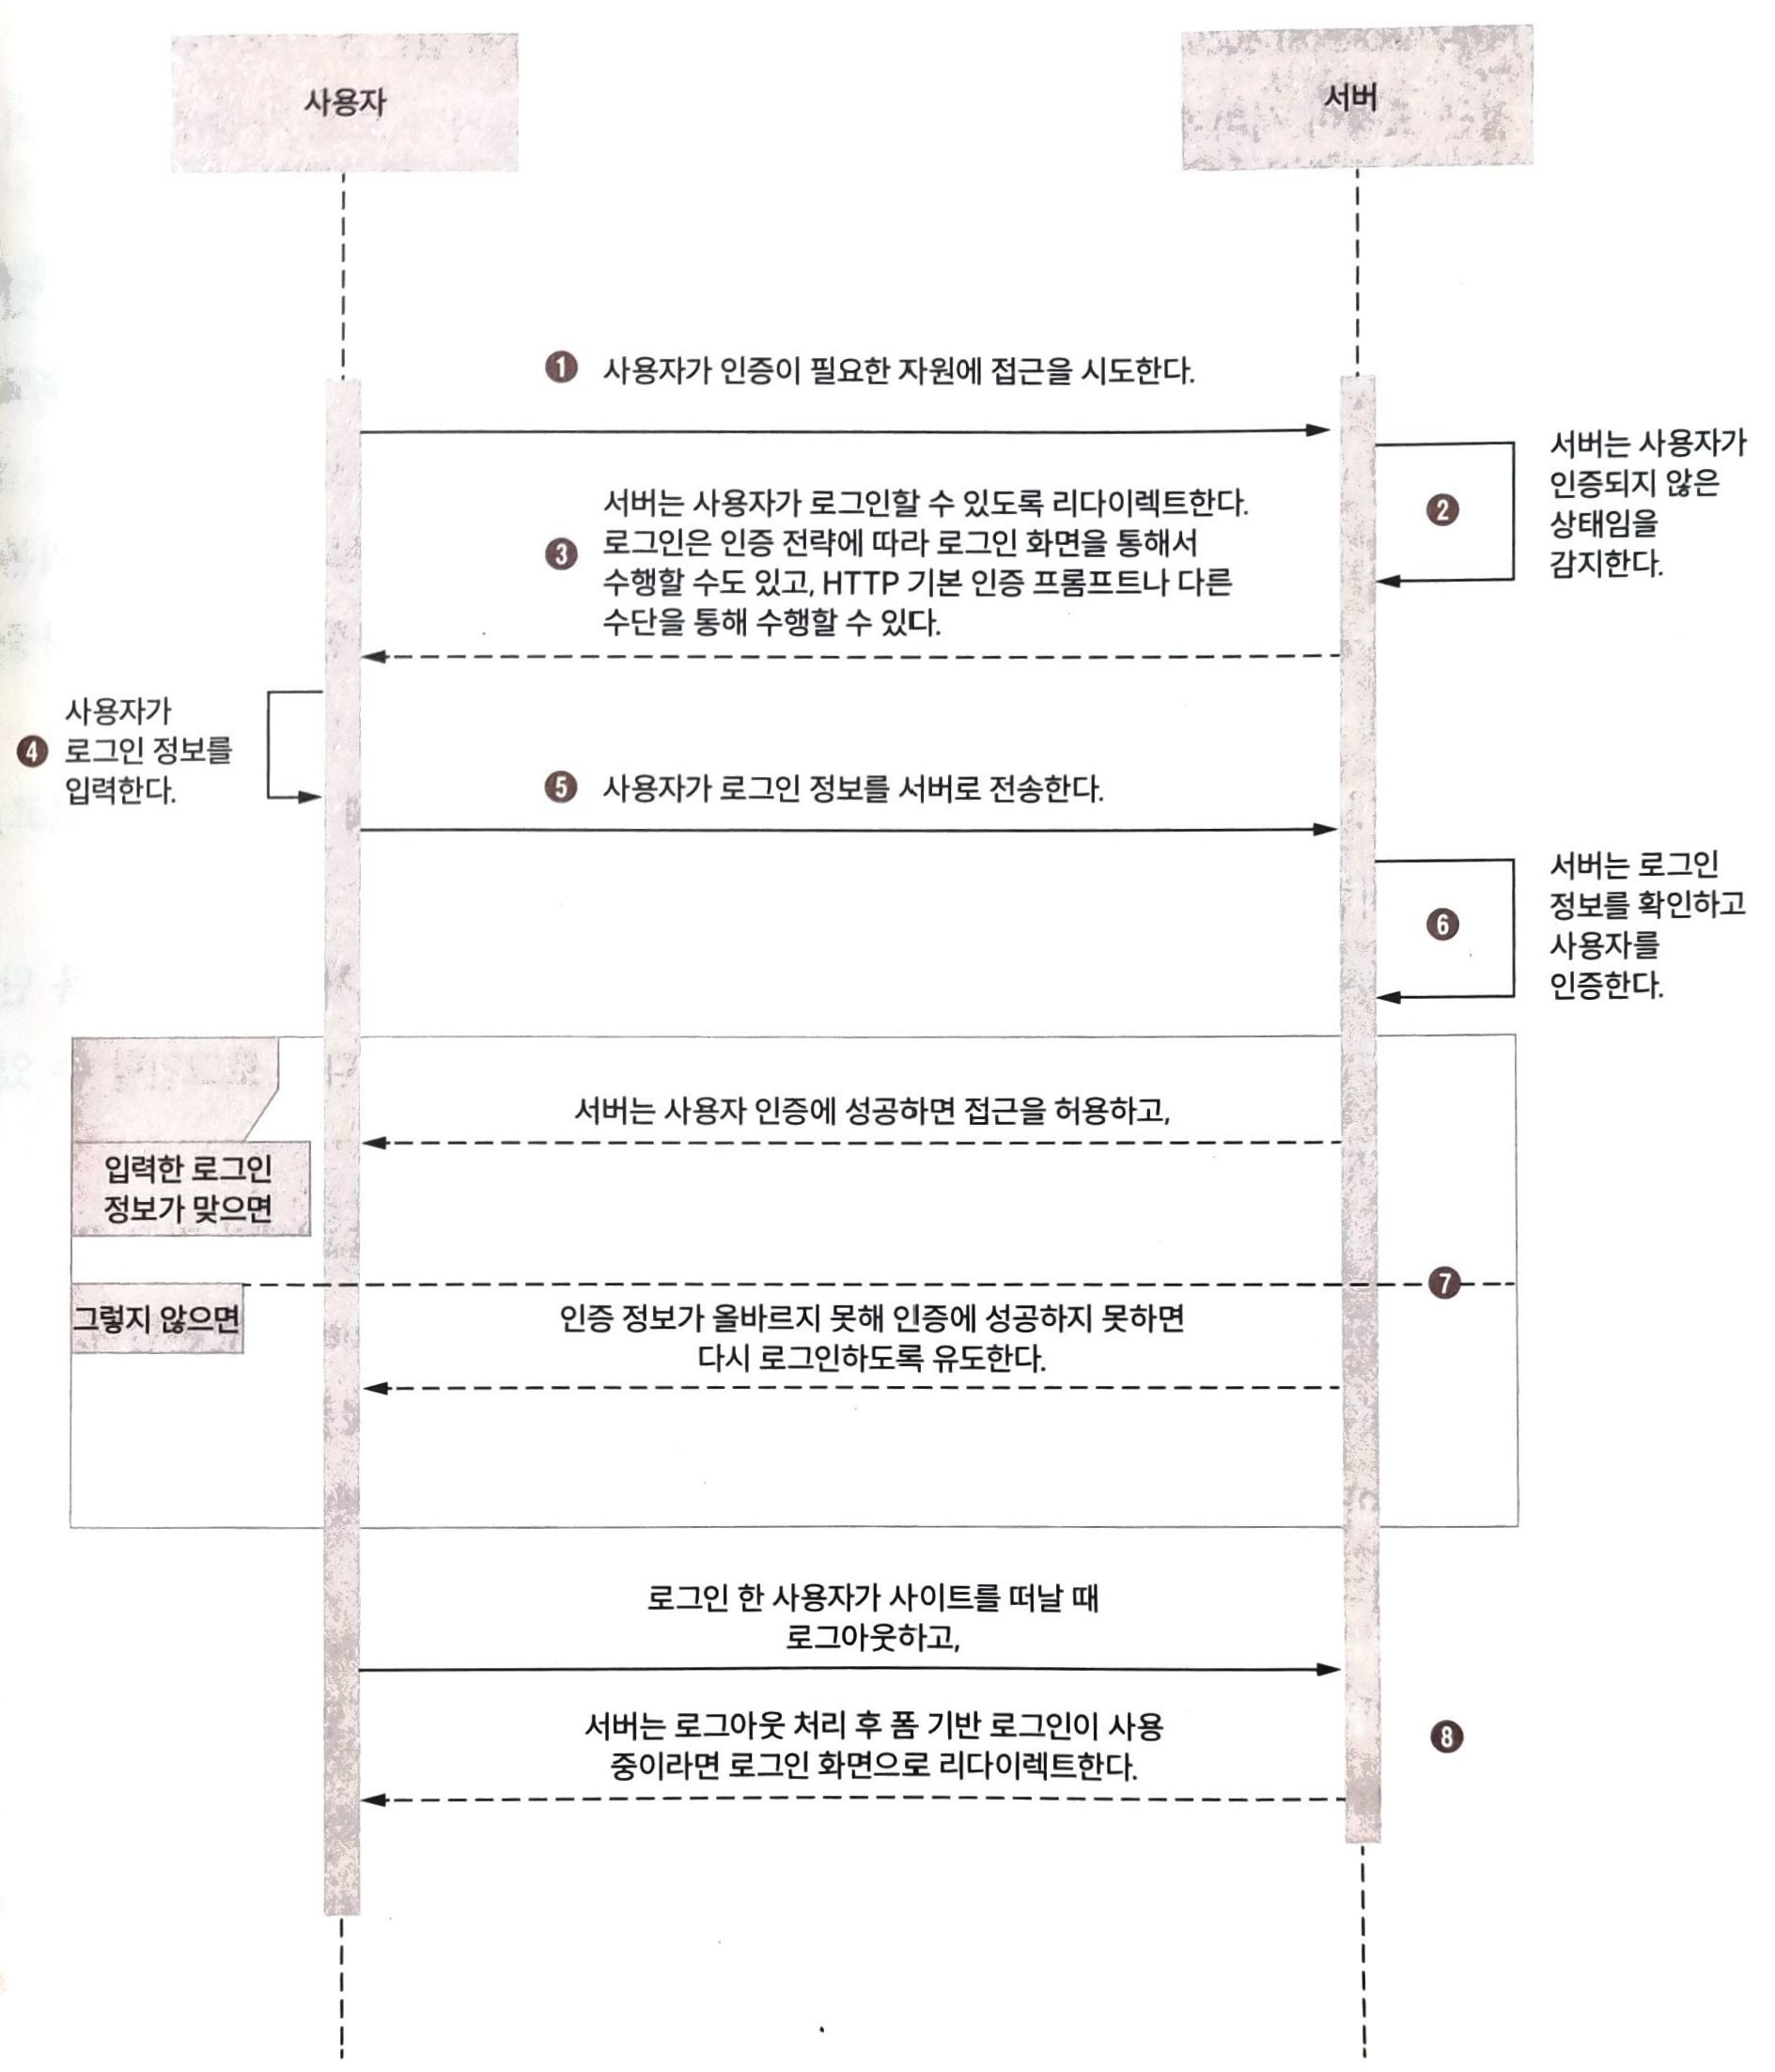 사용자
서버
❶ 사용자가 인증이 필요한 자원에 접근을 시도한다.
서버는 사용자가
인증되지 않은
❷
상태임을
감지한다.
서버는 사용자가 로그인할 수 있도록 리다이렉트한다.
❸ 로그인은 인증 전략에 따라 로그인 화면을 통해서
수행할 수도 있고, HTTP 기본 인증 프롬프트나 다른
수단을 통해 수행할 수 있다.
사용자가
❹ 로그인 정보를
입력한다.
❺ 사용자가 로그인 정보를 서버로 전송한다.
서버는 로그인
정보를 확인하고
❻
사용자를
인증한다.
서버는 사용자 인증에 성공하면 접근을 허용하고,
입력한 로그인
정보가 맞으면
❼
그렇지 않으면
인증 정보가 올바르지 못해 인증에 성공하지 못하면
다시 로그인하도록 유도한다.
로그인 한 사용자가 사이트를 떠날 때
로그아웃하고,
서버는 로그아웃 처리 후 폼 기반 로그인이 사용
중이라면 로그인 화면으로 리다이렉트한다.
❽